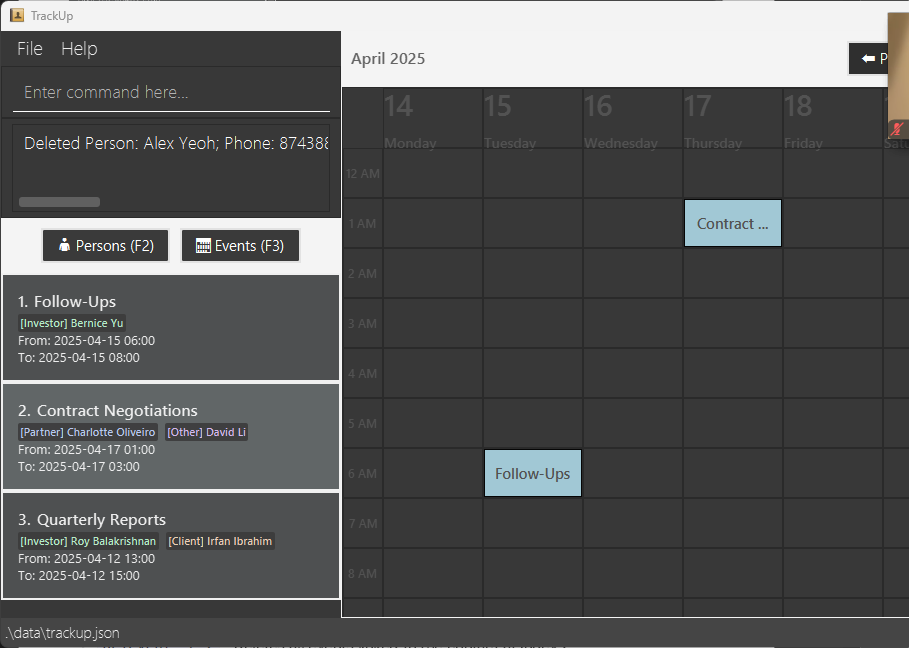 TrackUp
File Help
Enter command here...
Deleted Person: Alex Yeoh; Phone: 874388
Persons (F2) Events (F3)
1. Follow-Ups
[Investor] Bernice Yu
From: 2025-04-15 06:00
To: 2025-04-15 08:00
2. Contract Negotiations
[Partner] Charlotte Oliveiro [Other] David Li
From: 2025-04-17 01:00
To: 2025-04-17 03:00
3. Quarterly Reports
[Investor] Roy Balakrishnan [Client] Irfan Ibrahim
From: 2025-04-12 13:00
To: 2025-04-12 15:00
.\data\trackup.json
April 2025
P
14 15 16 17 18
Monday Tuesday Wednesday Thursday Friday Satu
12 AM
1 AM Contract ...
2 AM
3 AM
4 AM
5 AM
6 AM Follow-Ups
7 AM
8 AM